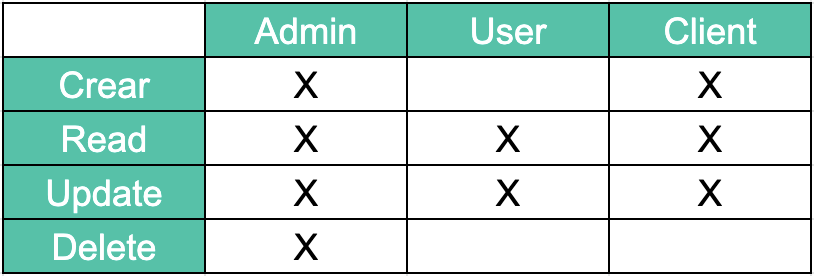 Admin User Client
Crear X X
Read X X X
Update X X X
Delete X